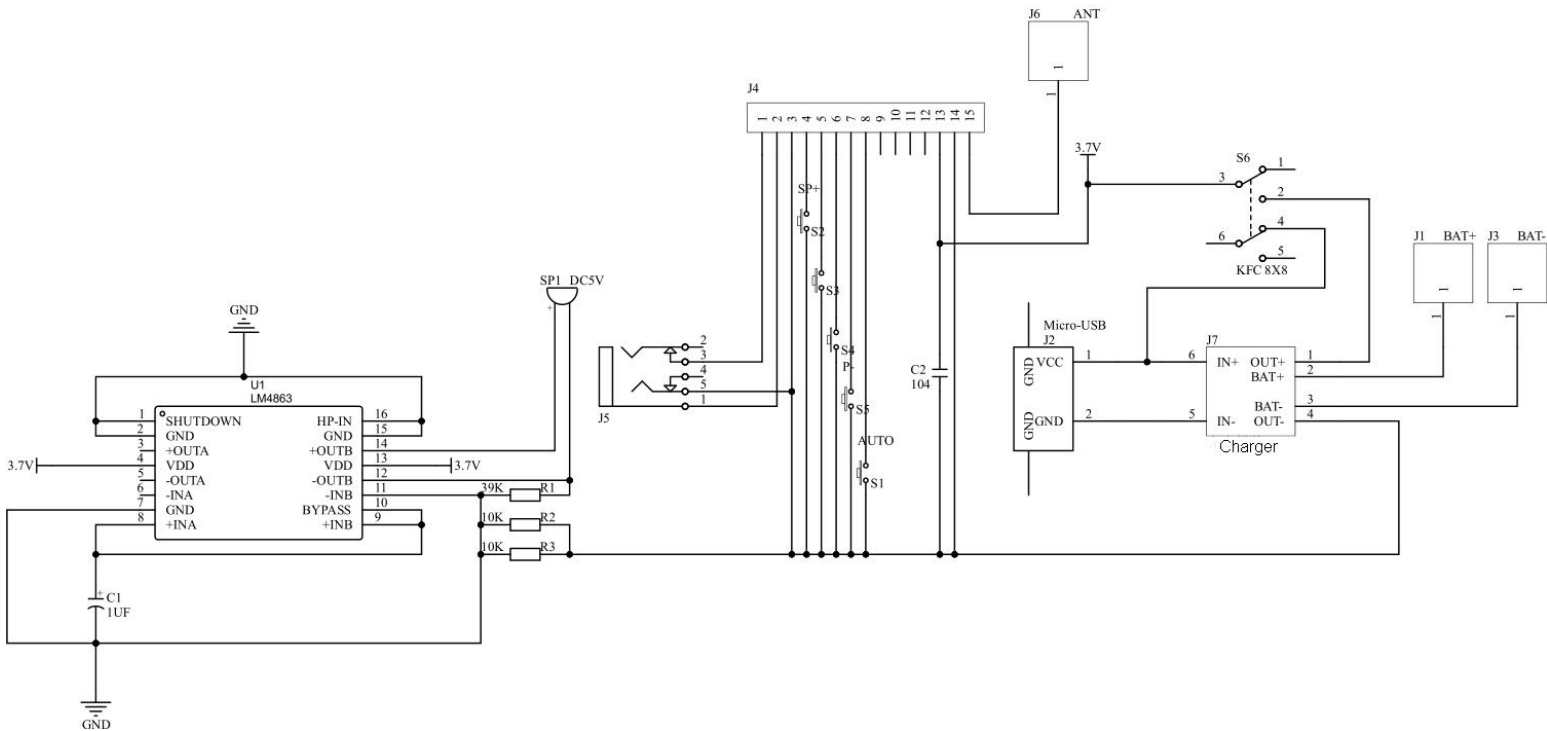 J6 ANT
1
1
J4
1 2 3 4 5 6 7 8 9 10 11 12 13 14 15
3.7V
S6
1
3
2
4
6
5
KFC 8X8
SP+
S2
S3
S4
P-
S5
AUTO
S1
J1 BAT+
1
1
J3 BAT-
1
1
SP1 DC5V
+
GND
U1
LM4863
1 SHUTDOWN HP-IN 16
2 GND GND 15
3 +OUTA +OUTB 14
3.7V 4 VDD VDD 13 3.7V
5 -OUTA -OUTB 12
6 -INA -INB 11
7 GND BYPASS 10
8 +INA +INB 9
39K R1
10K R2
10K R3
+ C1
1UF
GND
2
3
4
5
1
J5
C2
104
Micro-USB
J2
GND VCC 1
GND GND 2
J7
6 IN+ OUT+ 1
BAT+ 2
BAT- 3
5 IN- OUT- 4
Charger